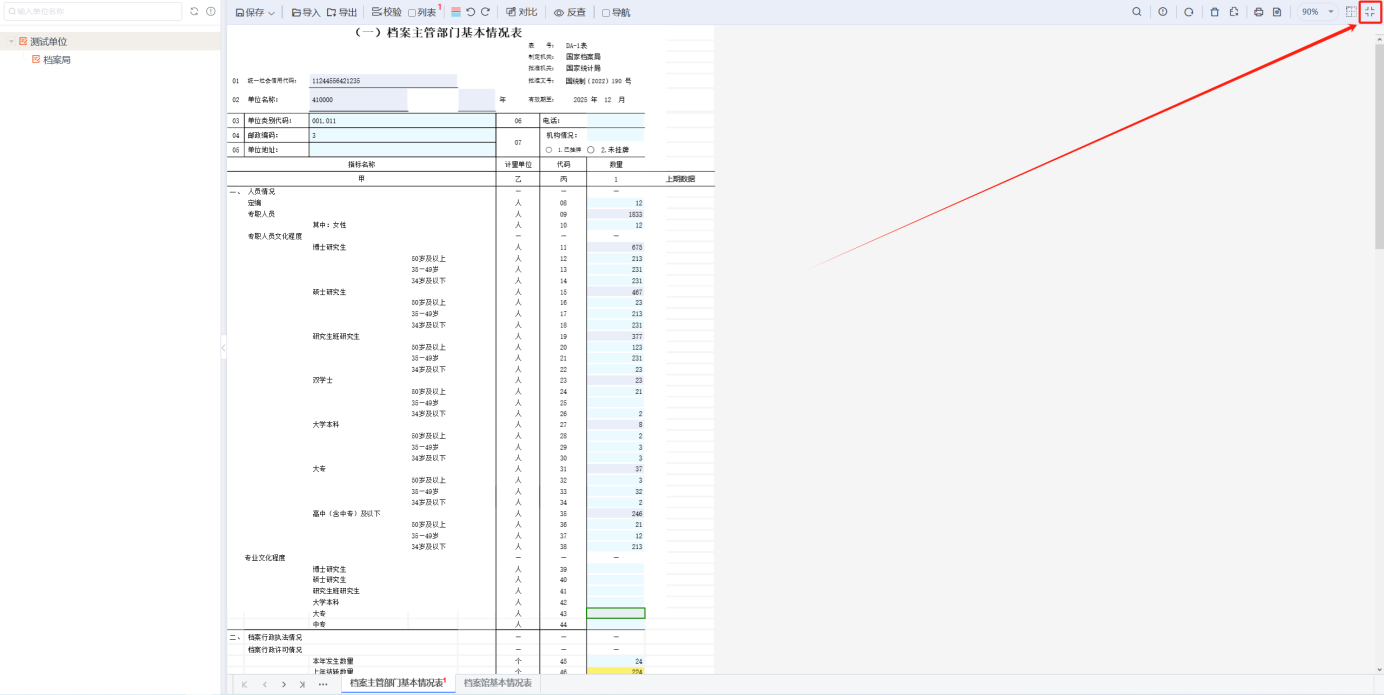 输入单位名称
保存 导入 导出 校验 列表 1 对比 反查 导航 90%
测试单位
档案局
（一）档案主管部门基本情况表
表 号： DA-1表
制定机关： 国家档案局
批准机关： 国家统计局
01 统一社会信用代码： 11244556421235 批准文号： 国统制（2022）190 号
02 单位名称： 410000 年 有效期至： 2025 年 12 月
03 单位类别代码： 001.011 06 电话：
04 邮政编码： 3 07 机构情况：
05 单位地址： 1.已挂牌 2.未挂牌
指标名称 计量单位 代码 数量
甲 乙 丙 1 上期数据
一、 人员情况 — — —
定编 人 08 12
专职人员 人 09 1833
其中：女性 人 10 12
专职人员文化程度 — — —
博士研究生 人 11 675
50岁及以上 人 12 213
35—49岁 人 13 231
34岁及以下 人 14 231
硕士研究生 人 15 467
50岁及以上 人 16 23
35—49岁 人 17 213
34岁及以下 人 18 231
研究生班研究生 人 19 377
50岁及以上 人 20 123
35—49岁 人 21 231
34岁及以下 人 22 23
双学士 人 23 23
50岁及以上 人 24 21
35—49岁 人 25
34岁及以下 人 26 2
大学本科 人 27 8
50岁及以上 人 28 2
35—49岁 人 29 3
34岁及以下 人 30 3
大专 人 31 37
50岁及以上 人 32 3
35—49岁 人 33 32
34岁及以下 人 34 2
高中（含中专）及以下 人 35 246
50岁及以上 人 36 21
35—49岁 人 37 12
34岁及以下 人 38 213
专业文化程度 — — —
博士研究生 人 39
硕士研究生 人 40
研究生班研究生 人 41
大学本科 人 42
大专 人 43
中专 人 44
二、 档案行政执法情况 — — —
档案行政许可情况 — — —
本年发生数量 个 45 24
上年结转数量 个 46 224
档案主管部门基本情况表 1 档案馆基本情况表